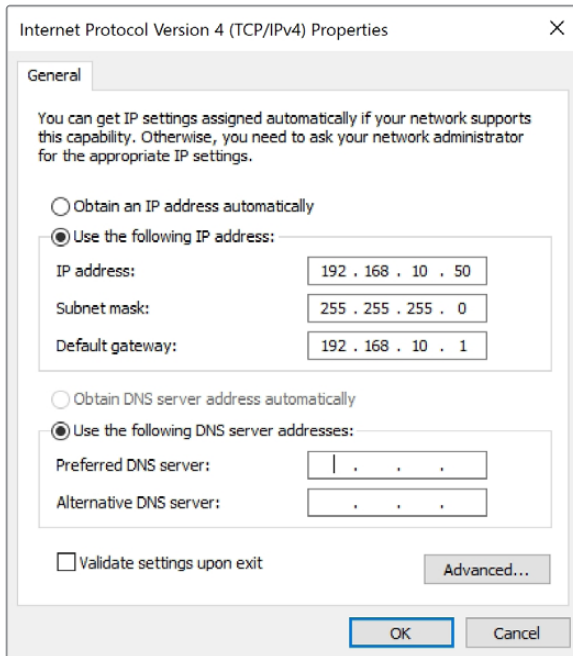 Internet Protocol Version 4 (TCP/IPv4) Properties
General
You can get IP settings assigned automatically if your network supports
this capability. Otherwise, you need to ask your network administrator
for the appropriate IP settings.
Obtain an IP address automatically
Use the following IP address:
IP address: 192 . 168 . 10 . 50
Subnet mask: 255 . 255 . 255 . 0
Default gateway: 192 . 168 . 10 . 1
Obtain DNS server address automatically
Use the following DNS server addresses:
Preferred DNS server: . . .
Alternative DNS server: . . .
Validate settings upon exit
Advanced...
OK Cancel